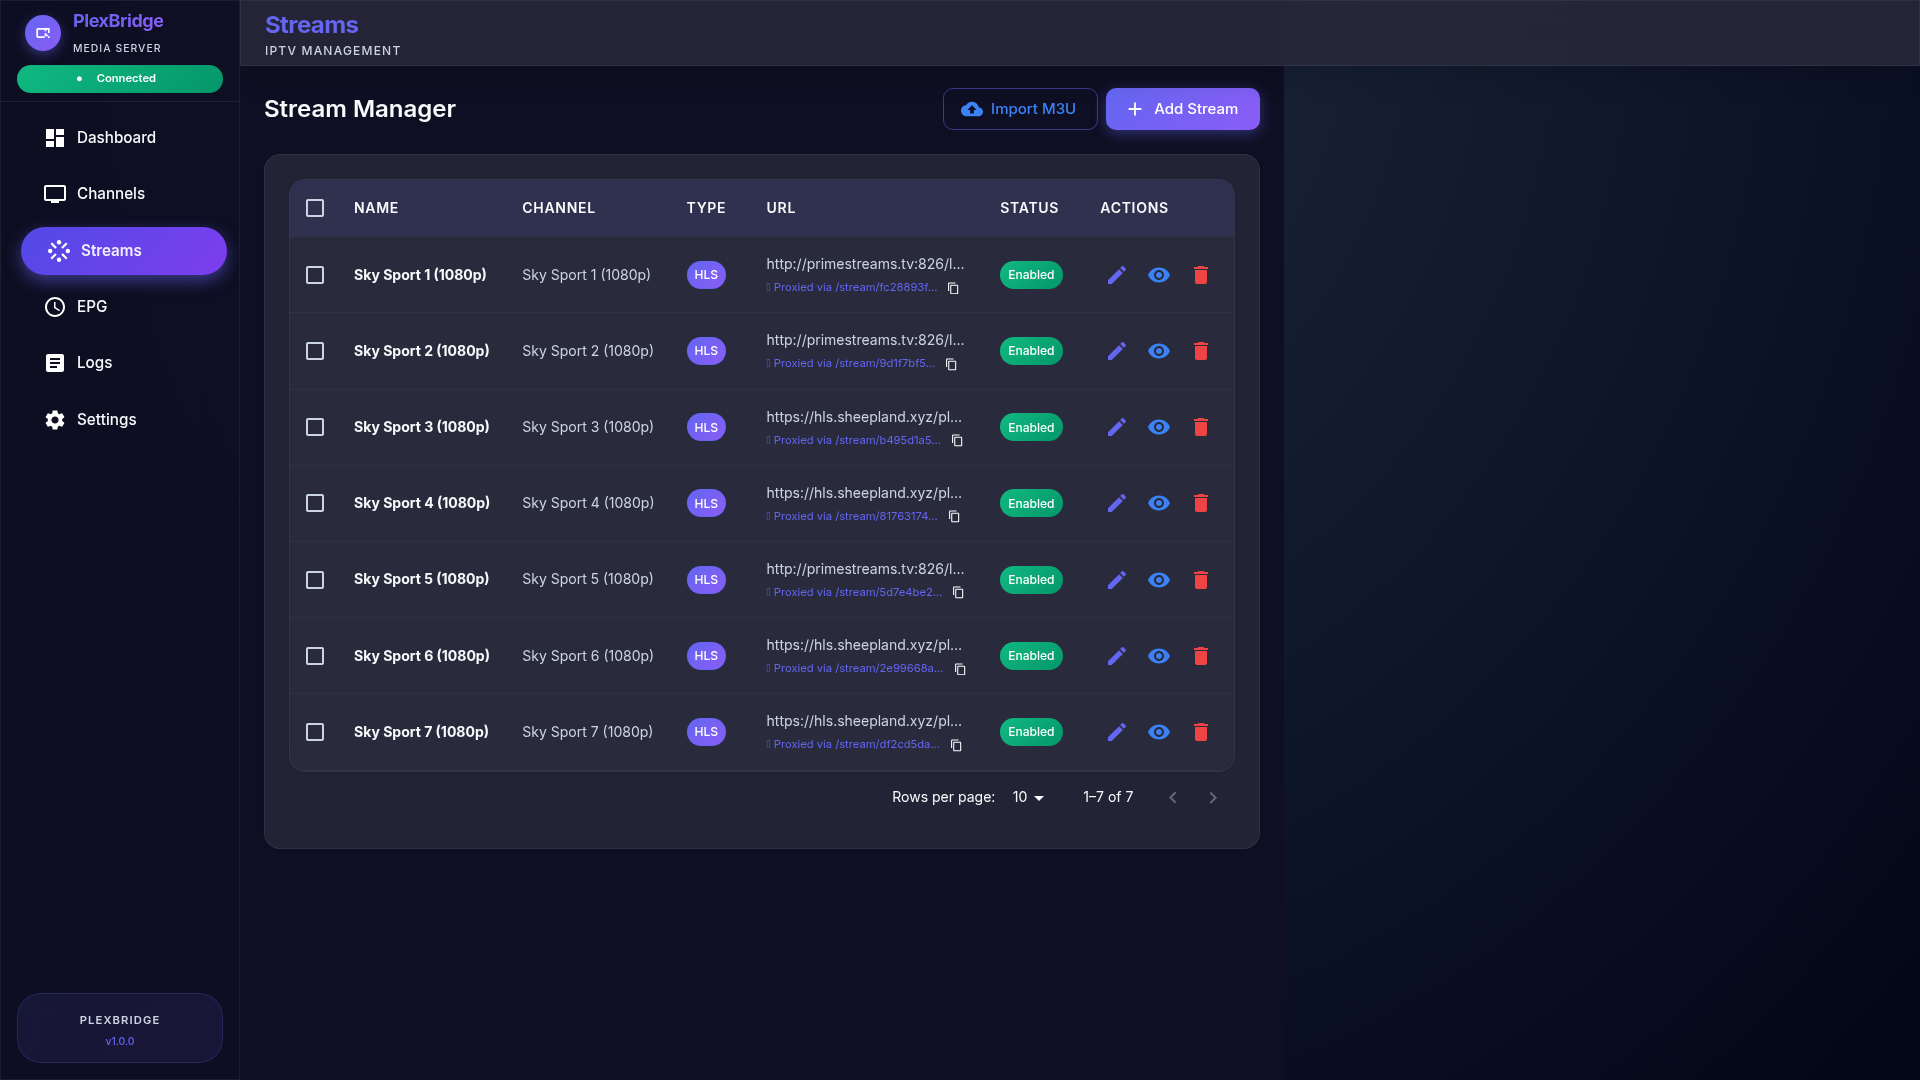 PlexBridge
MEDIA SERVER
Connected
Dashboard
Channels
Streams
EPG
Logs
Settings
PLEXBRIDGE
v1.0.0
Streams
IPTV MANAGEMENT
Stream Manager
Import M3U
Add Stream
NAME CHANNEL TYPE URL STATUS ACTIONS
Sky Sport 1 (1080p) Sky Sport 1 (1080p) HLS http://primestreams.tv:826/l... Enabled
Proxied via /stream/fc28893f...
Sky Sport 2 (1080p) Sky Sport 2 (1080p) HLS http://primestreams.tv:826/l... Enabled
Proxied via /stream/9d1f7bf5...
Sky Sport 3 (1080p) Sky Sport 3 (1080p) HLS https://hls.sheepland.xyz/pl... Enabled
Proxied via /stream/b495d1a5...
Sky Sport 4 (1080p) Sky Sport 4 (1080p) HLS https://hls.sheepland.xyz/pl... Enabled
Proxied via /stream/81763174...
Sky Sport 5 (1080p) Sky Sport 5 (1080p) HLS http://primestreams.tv:826/l... Enabled
Proxied via /stream/5d7e4be2...
Sky Sport 6 (1080p) Sky Sport 6 (1080p) HLS https://hls.sheepland.xyz/pl... Enabled
Proxied via /stream/2e99668a...
Sky Sport 7 (1080p) Sky Sport 7 (1080p) HLS https://hls.sheepland.xyz/pl... Enabled
Proxied via /stream/df2cd5da...
Rows per page: 10 1–7 of 7